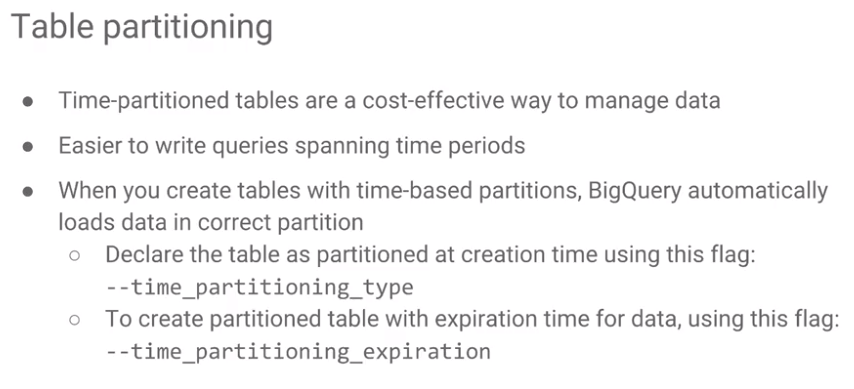 Table partitioning
● Time-partitioned tables are a cost-effective way to manage data
● Easier to write queries spanning time periods
● When you create tables with time-based partitions, BigQuery automatically
loads data in correct partition
○ Declare the table as partitioned at creation time using this flag:
--time_partitioning_type
○ To create partitioned table with expiration time for data, using this flag:
--time_partitioning_expiration